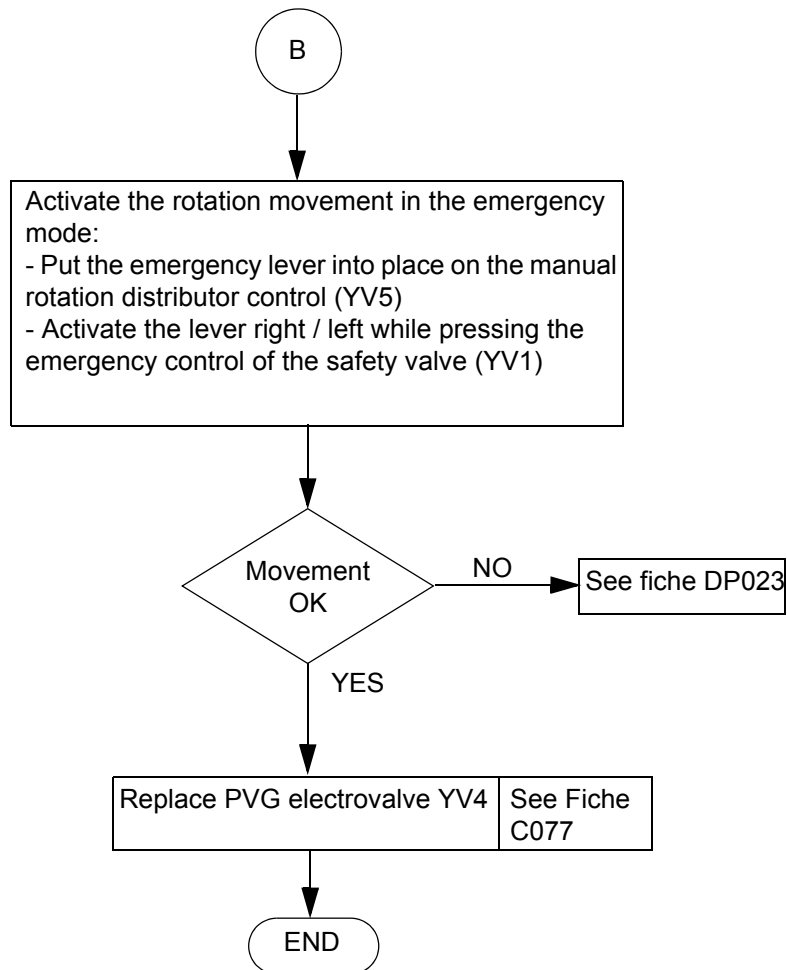 B
Activate the rotation movement in the emergency
mode:
- Put the emergency lever into place on the manual
rotation distributor control (YV5)
- Activate the lever right / left while pressing the
emergency control of the safety valve (YV1)
Movement
OK
NO
See fiche DP023
YES
Replace PVG electrovalve YV4
See Fiche
C077
END